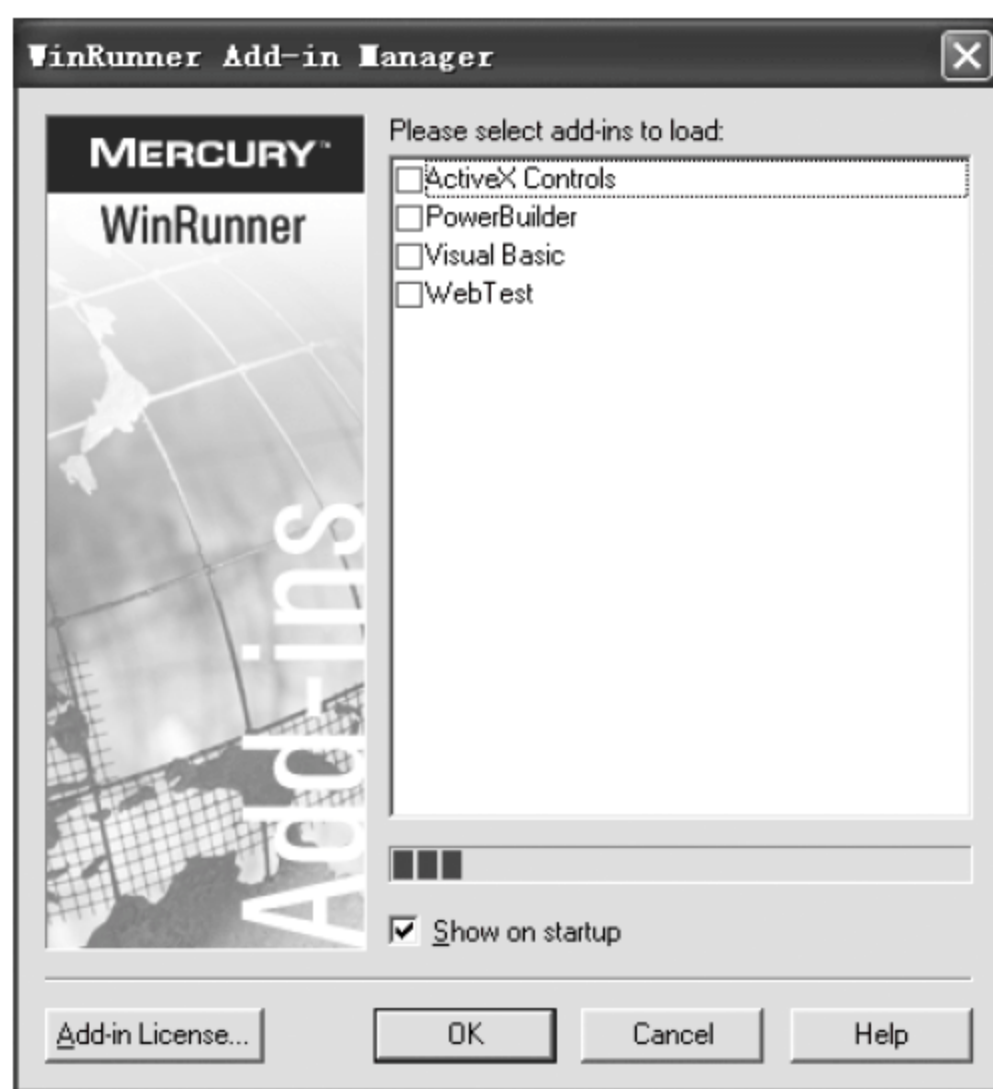 WinRunner Add-in Manager
MERCURY™
WinRunner
Add-ins
Please select add-ins to load:
ActiveX Controls
PowerBuilder
Visual Basic
WebTest
Show on startup
Add-in License...
OK
Cancel
Help